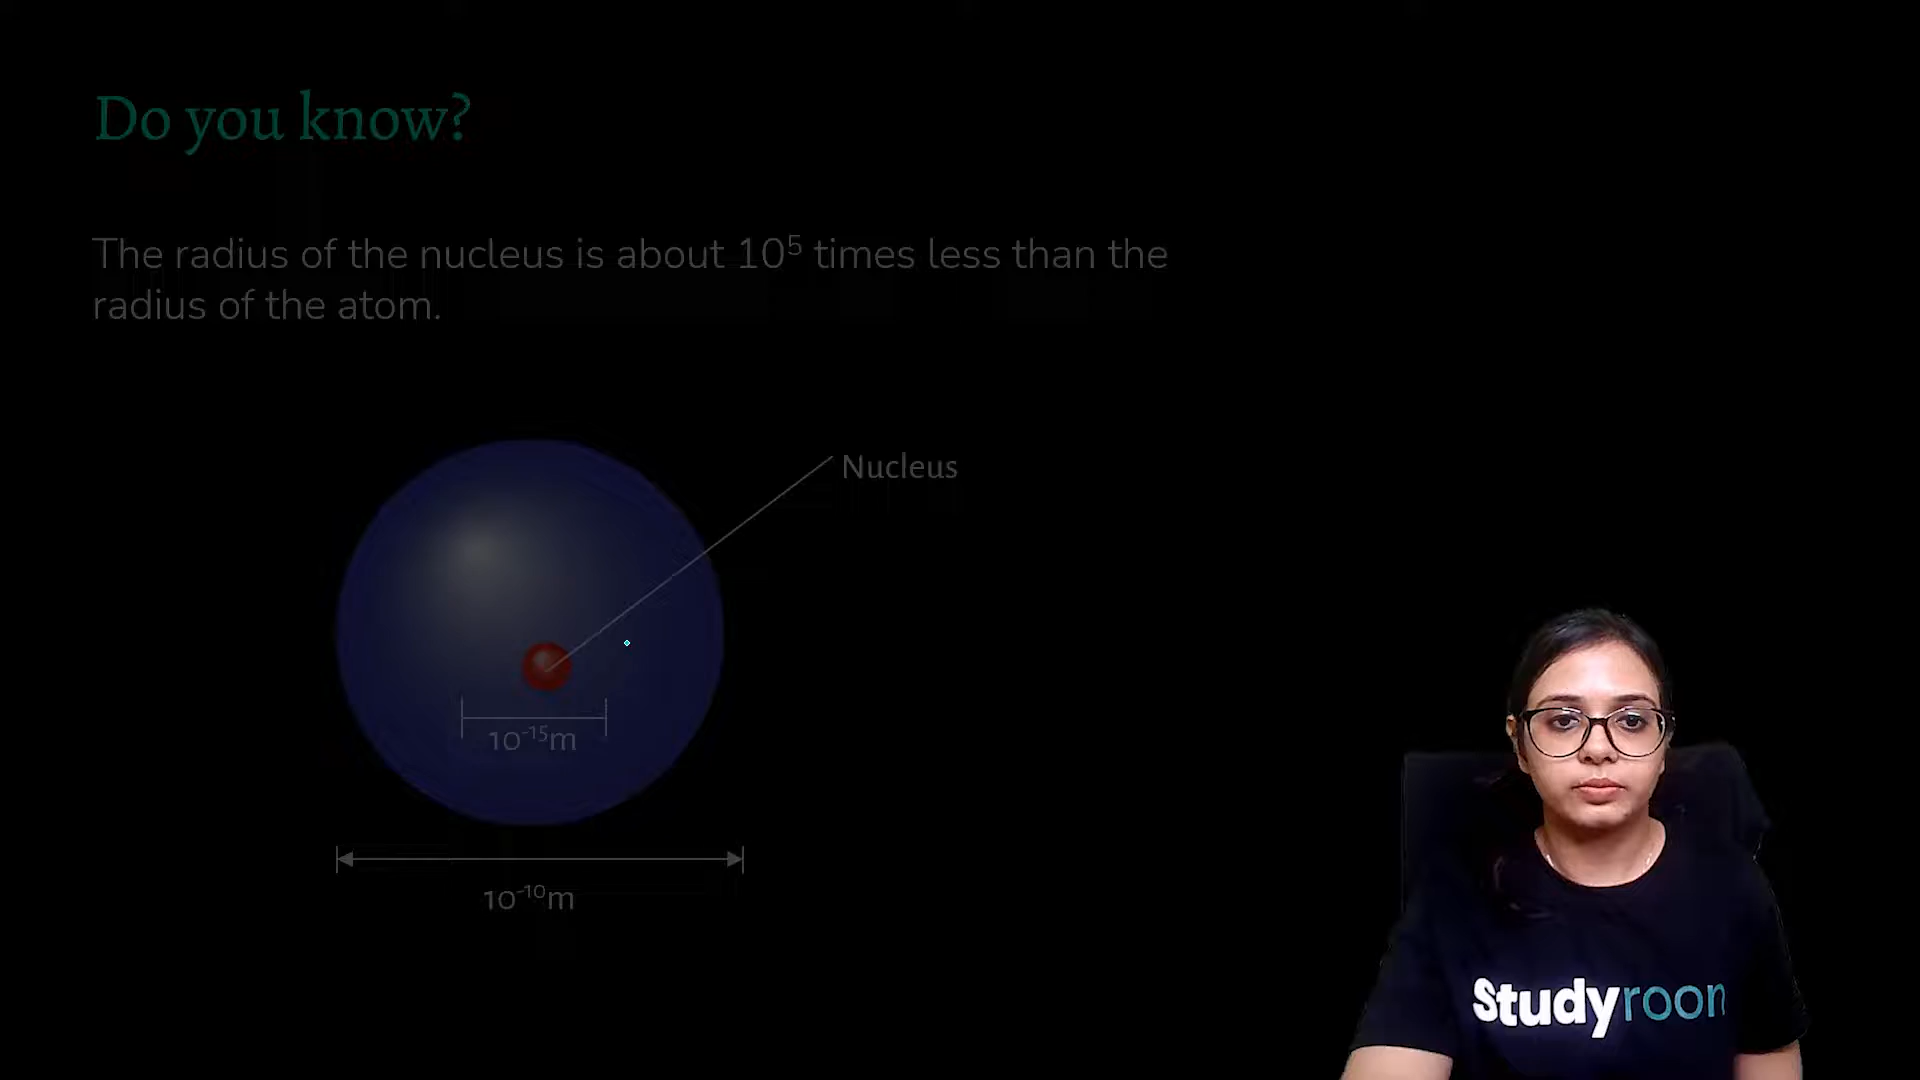 Do you know?
The radius of the nucleus is about 10⁵ times less than the
radius of the atom.
Nucleus
10⁻¹⁵m
10⁻¹⁰m
Studyroon